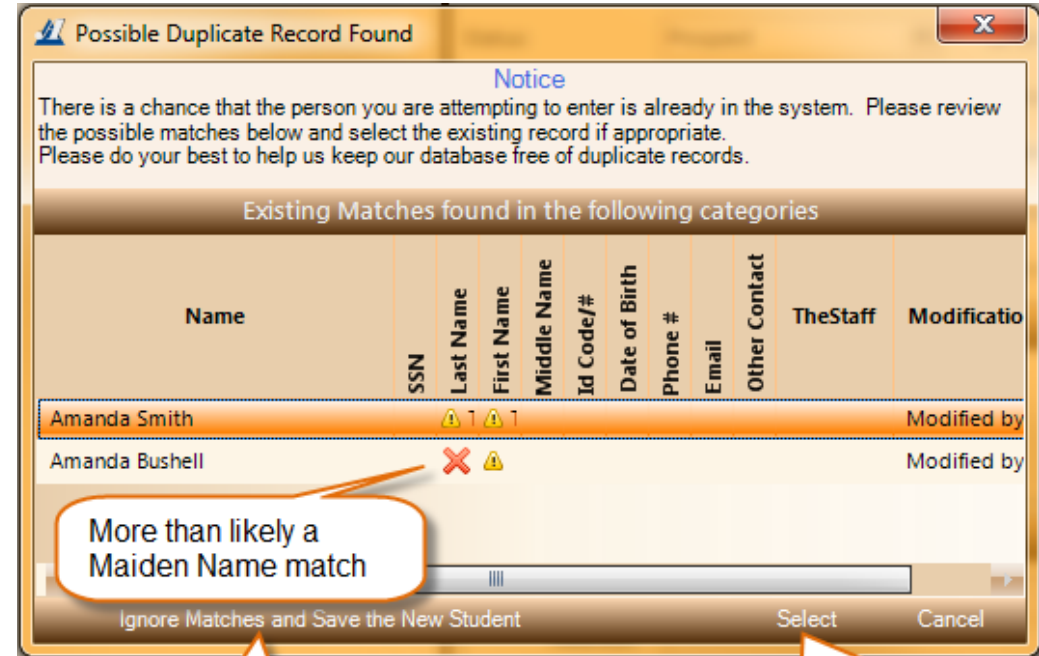 Possible Duplicate Record Found
X
Notice
There is a chance that the person you are attempting to enter is already in the system. Please review
the possible matches below and select the existing record if appropriate.
Please do your best to help us keep our database free of duplicate records.
Existing Matches found in the following categories
Name
SSN
Last Name
First Name
Middle Name
Id Code/#
Date of Birth
Phone #
Email
Other Contact
TheStaff
Modificatio
Amanda Smith
Modified by
Amanda Bushell
Modified by
More than likely a
Maiden Name match
Ignore Matches and Save the New Student
Select
Cancel